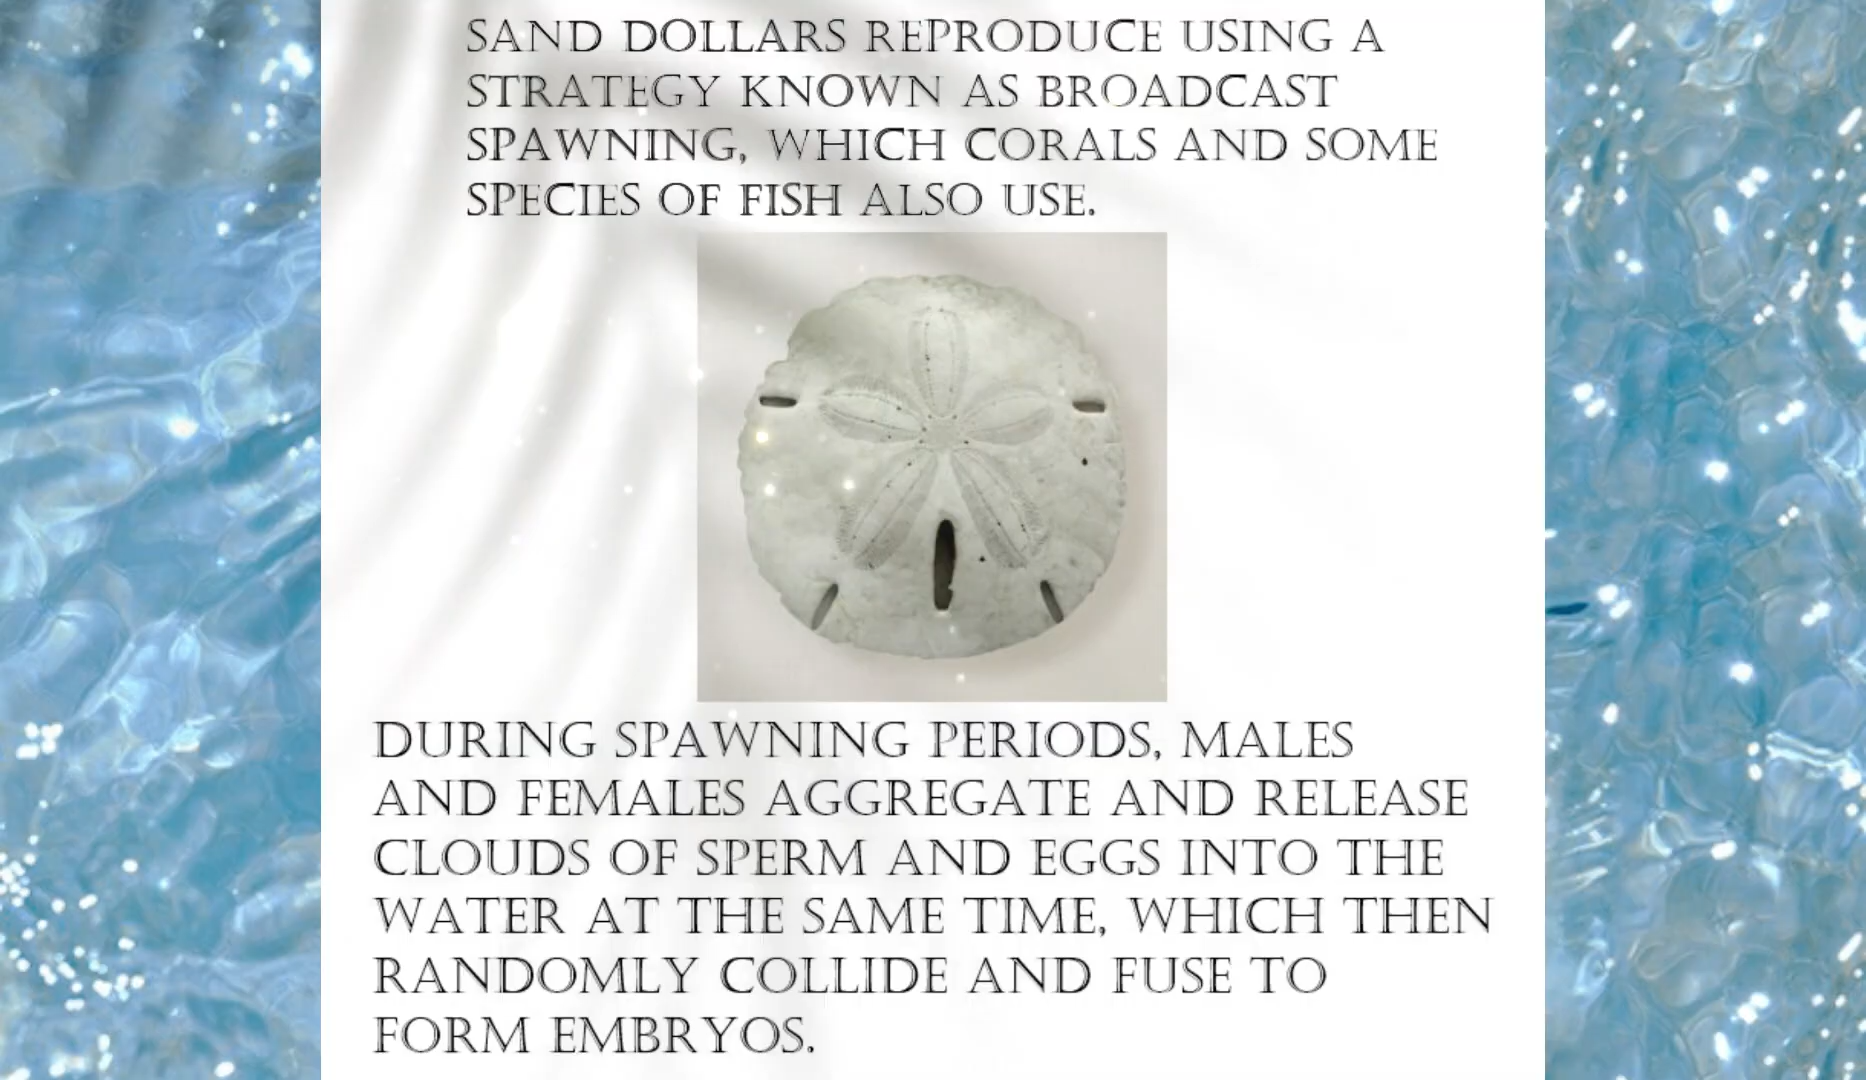 SAND DOLLARS REPRODUCE USING A
STRATEGY KNOWN AS BROADCAST
SPAWNING, WHICH CORALS AND SOME
SPECIES OF FISH ALSO USE.
DURING SPAWNING PERIODS, MALES
AND FEMALES AGGREGATE AND RELEASE
CLOUDS OF SPERM AND EGGS INTO THE
WATER AT THE SAME TIME, WHICH THEN
RANDOMLY COLLIDE AND FUSE TO
FORM EMBRYOS.